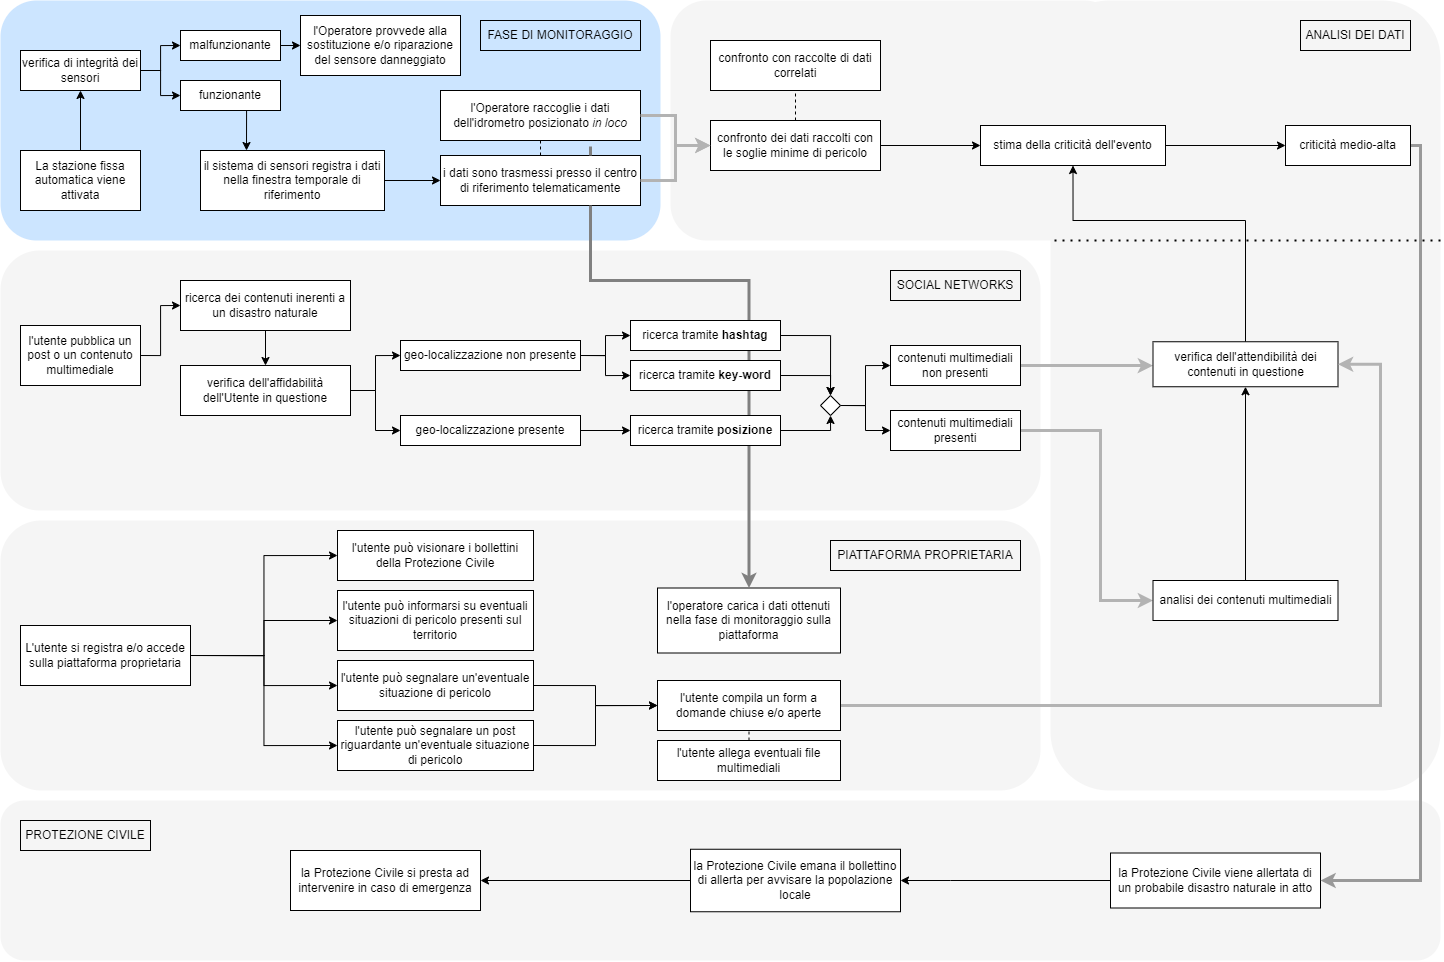 FASE DI MONITORAGGIO
verifica di integrità dei
sensori
malfunzionante
l'Operatore provvede alla
sostituzione e/o riparazione
del sensore danneggiato
funzionante
La stazione fissa
automatica viene
attivata
il sistema di sensori registra i dati
nella finestra temporale di
riferimento
l'Operatore raccoglie i dati
dell'idrometro posizionato in loco
i dati sono trasmessi presso il centro
di riferimento telematicamente
ANALISI DEI DATI
confronto con raccolte di dati
correlati
confronto dei dati raccolti con
le soglie minime di pericolo
stima della criticità dell'evento
criticità medio-alta
SOCIAL NETWORKS
l'utente pubblica un
post o un contenuto
multimediale
ricerca dei contenuti inerenti a
un disastro naturale
verifica dell'affidabilità
dell'Utente in questione
geo-localizzazione non presente
geo-localizzazione presente
ricerca tramite hashtag
ricerca tramite key-word
ricerca tramite posizione
contenuti multimediali
non presenti
contenuti multimediali
presenti
verifica dell'attendibilità dei
contenuti in questione
analisi dei contenuti multimediali
PIATTAFORMA PROPRIETARIA
L'utente si registra e/o accede
sulla piattaforma proprietaria
l'utente può visionare i bollettini
della Protezione Civile
l'utente può informarsi su eventuali
situazioni di pericolo presenti sul
territorio
l'utente può segnalare un'eventuale
situazione di pericolo
l'utente può segnalare un post
riguardante un'eventuale situazione
di pericolo
l'operatore carica i dati ottenuti
nella fase di monitoraggio sulla
piattaforma
l'utente compila un form a
domande chiuse e/o aperte
l'utente allega eventuali file
multimediali
PROTEZIONE CIVILE
la Protezione Civile si presta ad
intervenire in caso di emergenza
la Protezione Civile emana il bollettino
di allerta per avvisare la popolazione
locale
la Protezione Civile viene allertata di
un probabile disastro naturale in atto